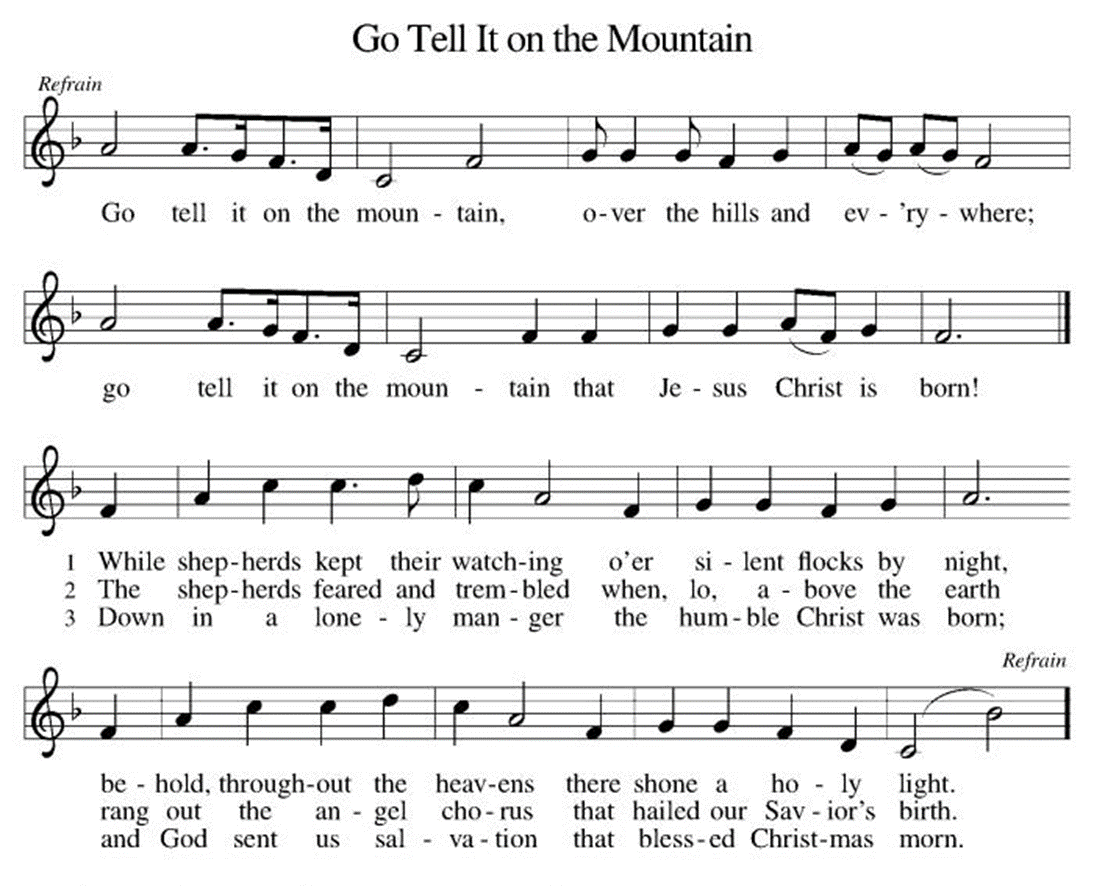 Go Tell It on the Mountain
Refrain
Go tell it on the moun - tain, o - ver the hills and ev - 'ry - where;
go tell it on the moun - tain that Je - sus Christ is born!
1 While shep - herds kept their watch - ing o'er si - lent flocks by night,
2 The shep - herds feared and trem - bled when, lo, a - bove the earth
3 Down in a lone - ly man - ger the hum - ble Christ was born;
Refrain
be - hold, through - out the heav - ens there shone a ho - ly light.
rang out the an - gel cho - rus that hailed our Sav - ior's birth.
and God sent us sal - va - tion that bless - ed Christ - mas morn.